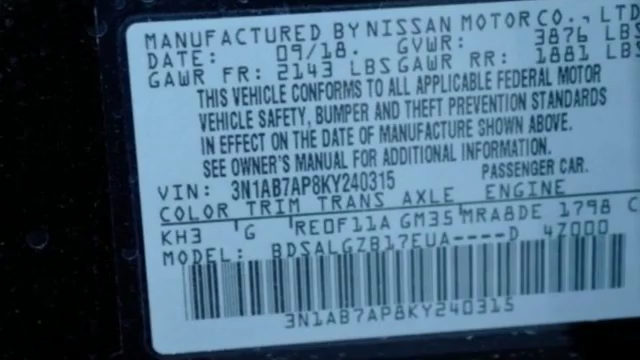 MANUFACTURED BY NISSAN MOTOR CO., LTD
DATE: 09/18. GVWR: 3876 LBS
GAWR FR: 2143 LBS GAWR RR: 1881 LBS
THIS VEHICLE CONFORMS TO ALL APPLICABLE FEDERAL MOTOR
VEHICLE SAFETY, BUMPER AND THEFT PREVENTION STANDARDS
IN EFFECT ON THE DATE OF MANUFACTURE SHOWN ABOVE.
SEE OWNER'S MANUAL FOR ADDITIONAL INFORMATION.
VIN: 3N1AB7AP8KY240315 PASSENGER CAR.
COLOR TRIM TRANS AXLE ENGINE
KH3 G RE0F11A GM35 MRA8DE 1798 C
MODEL: BDSALGZB17EUA----D 4Z000
3N1AB7AP8KY240315